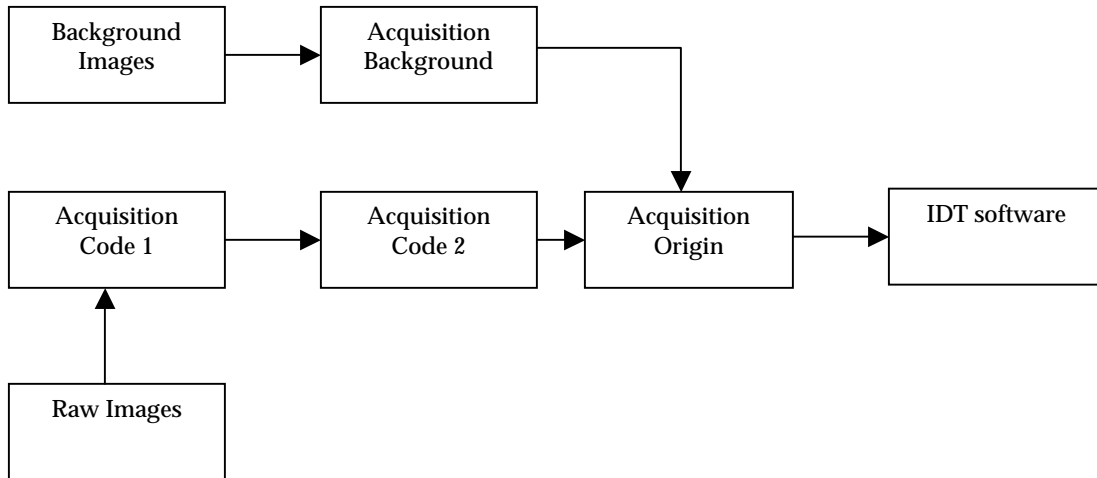 Background
Images
Acquisition
Background
Acquisition
Code 1
Acquisition
Code 2
Acquisition
Origin
IDT software
Raw Images